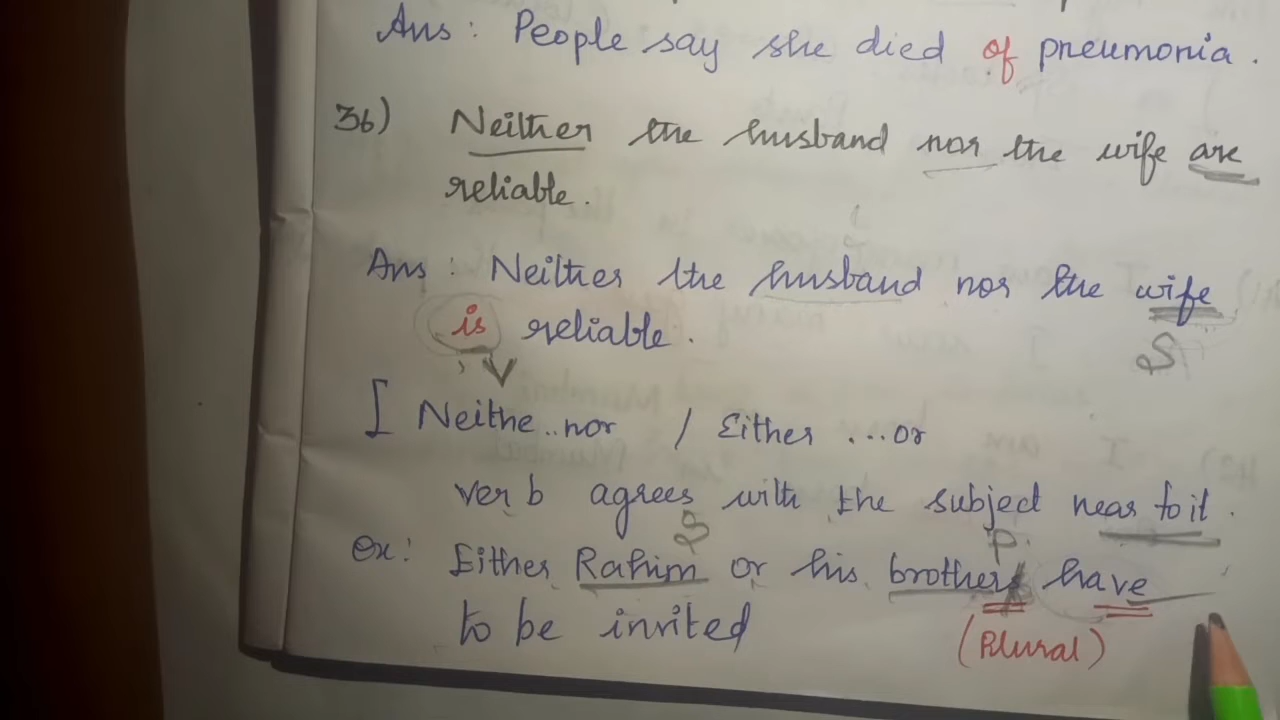 Ans : People say she died of pneumonia.
36) Neither the husband nor the wife are
reliable.
Ans : Neither the husband nor the wife
S
is reliable.
V
[ Neithe..nor / Either ...or
verb agrees with the subject near to it.
S P
Ex: Either Rahim or his brothers have
to be invited
(Plural)